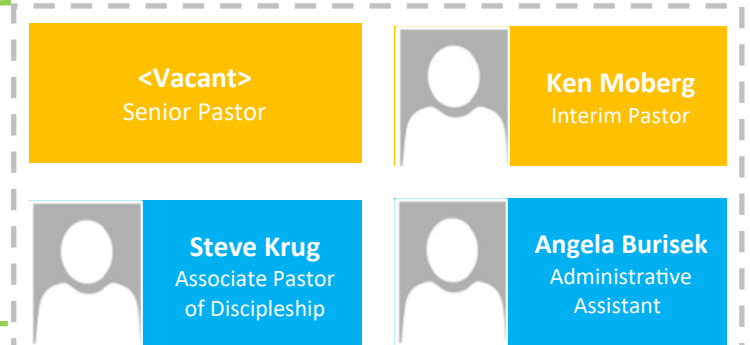 <Vacant>
Senior Pastor
Ken Moberg
Interim Pastor
Steve Krug
Associate Pastor
of Discipleship
Angela Burisek
Administrative
Assistant